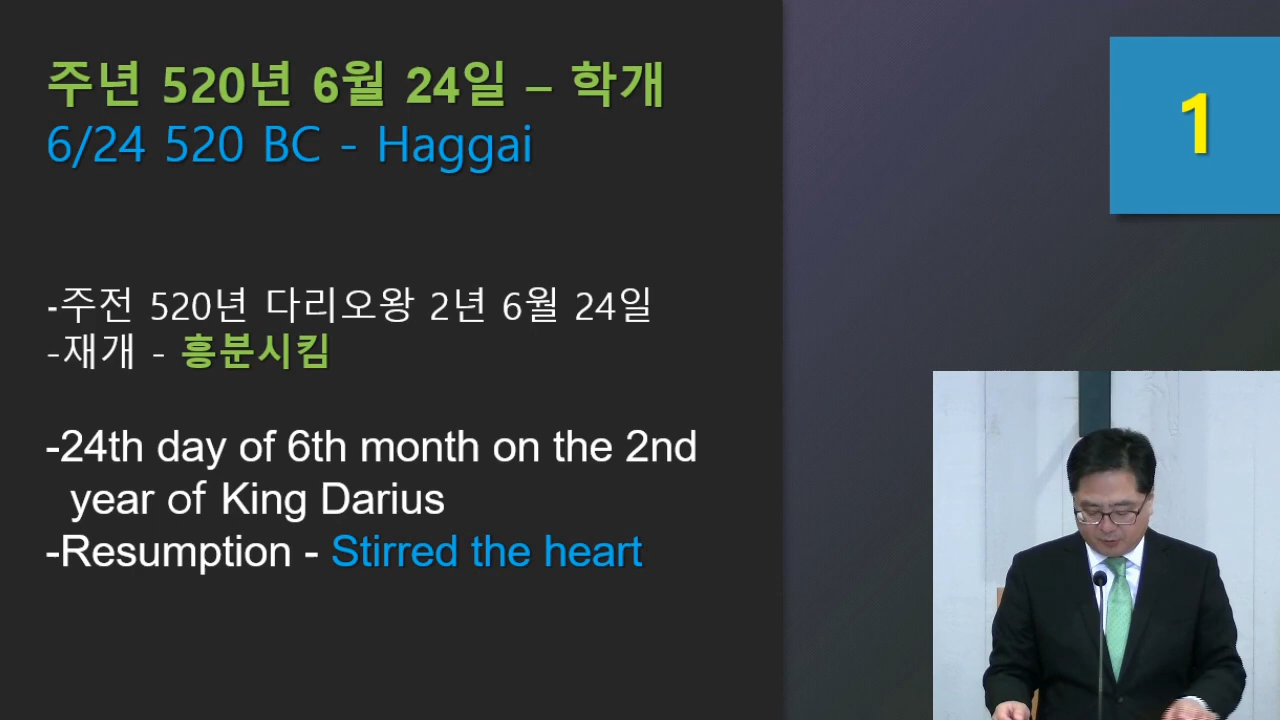 주년 520년 6월 24일 – 학개
6/24 520 BC - Haggai
1
-주전 520년 다리오왕 2년 6월 24일
-재개 - 흥분시킴
-24th day of 6th month on the 2nd
year of King Darius
-Resumption - Stirred the heart